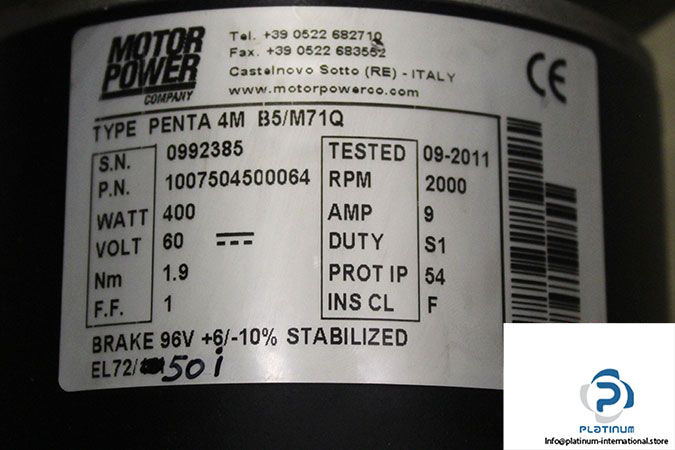 MOTOR
POWER
COMPANY
Tel. +39 0522 682710
Fax. +39 0522 683552
Castelnovo Sotto (RE) - ITALY
www.motorpowerco.com
CE
TYPE PENTA 4M B5/M71Q
S.N. 0992385
P.N. 1007504500064
WATT 400
VOLT 60
Nm 1.9
F.F. 1
TESTED 09-2011
RPM 2000
AMP 9
DUTY S1
PROT IP 54
INS CL F
BRAKE 96V +6/-10% STABILIZED
EL72/ 50i
PLATINUM
info@platinum-international.store